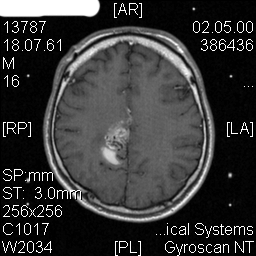 [AR]
13787
02.05.00
18.07.61
386436
M
16
...
[RP]
[LA]
SP:mm
ST: 3.0mm
256x256
C1017
...ical Systems
W2034
[PL]
Gyroscan NT